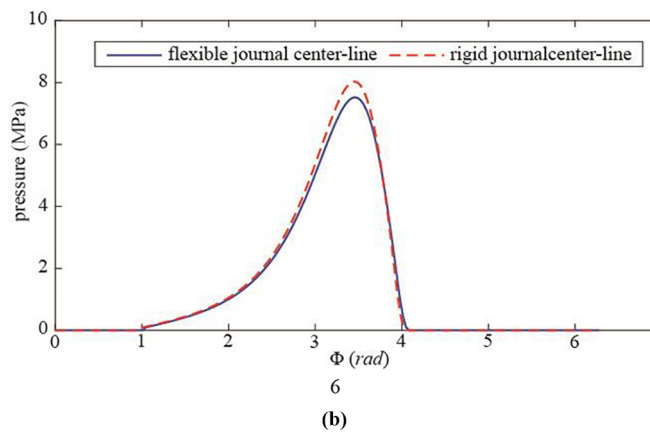 10
flexible journal center-line rigid journalcenter-line
8
6
4
2
0
pressure (MPa)
0 1 2 3 4 5 6
Φ (rad)
6
(b)